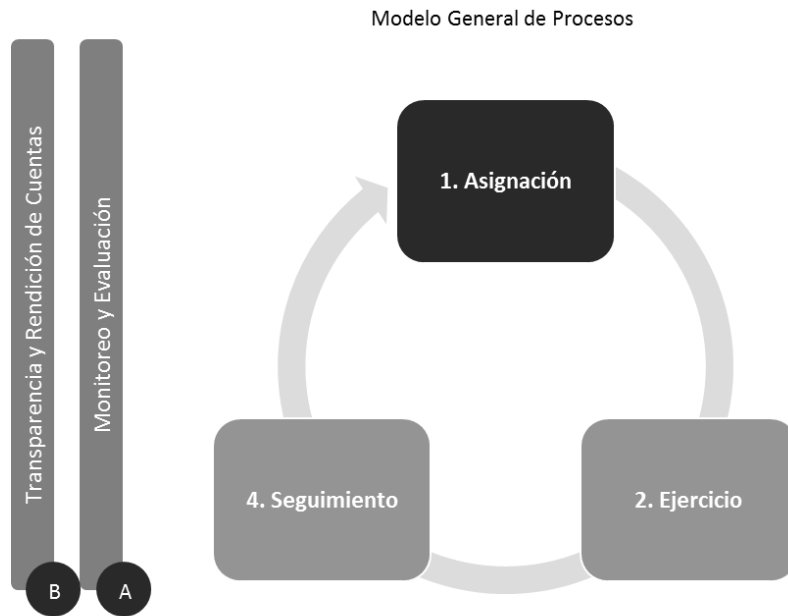 Modelo General de Procesos
Transparencia y Rendición de Cuentas
Monitoreo y Evaluación
1. Asignación
4. Seguimiento
2. Ejercicio
B
A